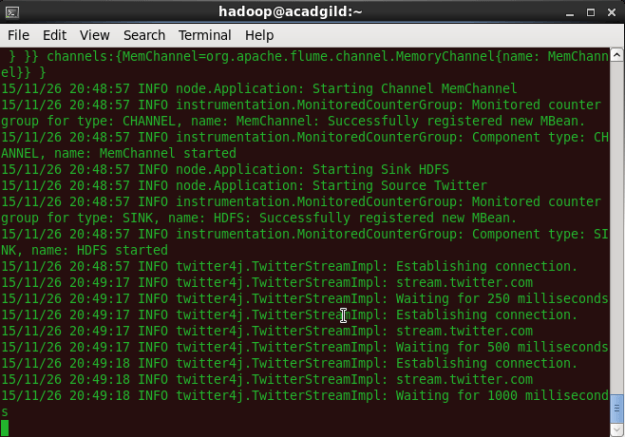 hadoop@acadgild:~
File Edit View Search Terminal Help
 } }} channels:{MemChannel=org.apache.flume.channel.MemoryChannel{name: MemChann
el}} }
15/11/26 20:48:57 INFO node.Application: Starting Channel MemChannel
15/11/26 20:48:57 INFO instrumentation.MonitoredCounterGroup: Monitored counter
group for type: CHANNEL, name: MemChannel: Successfully registered new MBean.
15/11/26 20:48:57 INFO instrumentation.MonitoredCounterGroup: Component type: CH
ANNEL, name: MemChannel started
15/11/26 20:48:57 INFO node.Application: Starting Sink HDFS
15/11/26 20:48:57 INFO node.Application: Starting Source Twitter
15/11/26 20:48:57 INFO instrumentation.MonitoredCounterGroup: Monitored counter
group for type: SINK, name: HDFS: Successfully registered new MBean.
15/11/26 20:48:57 INFO instrumentation.MonitoredCounterGroup: Component type: SI
NK, name: HDFS started
15/11/26 20:48:57 INFO twitter4j.TwitterStreamImpl: Establishing connection.
15/11/26 20:49:17 INFO twitter4j.TwitterStreamImpl: stream.twitter.com
15/11/26 20:49:17 INFO twitter4j.TwitterStreamImpl: Waiting for 250 milliseconds
15/11/26 20:49:17 INFO twitter4j.TwitterStreamImpl: Establishing connection.
15/11/26 20:49:17 INFO twitter4j.TwitterStreamImpl: stream.twitter.com
15/11/26 20:49:17 INFO twitter4j.TwitterStreamImpl: Waiting for 500 milliseconds
15/11/26 20:49:18 INFO twitter4j.TwitterStreamImpl: Establishing connection.
15/11/26 20:49:18 INFO twitter4j.TwitterStreamImpl: stream.twitter.com
15/11/26 20:49:18 INFO twitter4j.TwitterStreamImpl: Waiting for 1000 millisecond
s